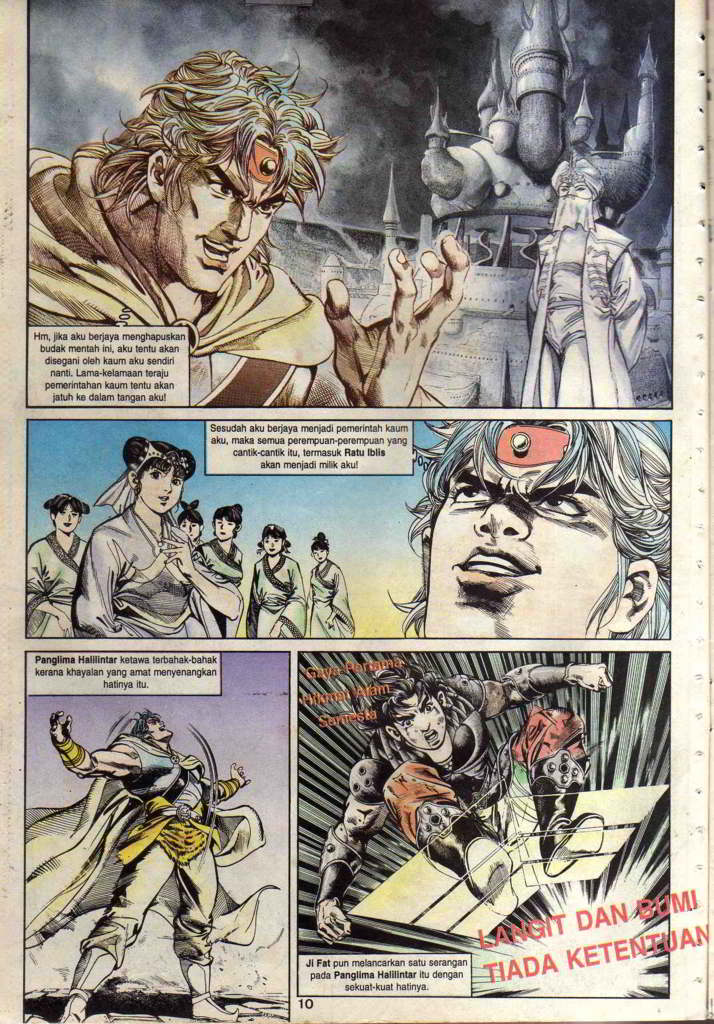 Hm, jika aku berjaya menghapuskan
budak mentah ini, aku tentu akan
disegani oleh kaum aku sendiri
nanti. Lama-kelamaan teraju
pemerintahan kaum tentu akan
jatuh ke dalam tangan aku!
Sesudah aku berjaya menjadi pemerintah kaum
aku, maka semua perempuan-perempuan yang
cantik-cantik itu, termasuk Ratu Iblis
akan menjadi milik aku!
Panglima Halilintar ketawa terbahak-bahak
kerana khayalan yang amat menyenangkan
hatinya itu.
Gaya Pertama
Alam
Semesta
LANGIT DAN BUMI
TIADA KETENTUAN
Ji Fat pun melancarkan satu serangan
pada Panglima Halilintar itu dengan
sekuat-kuat hatinya.
10